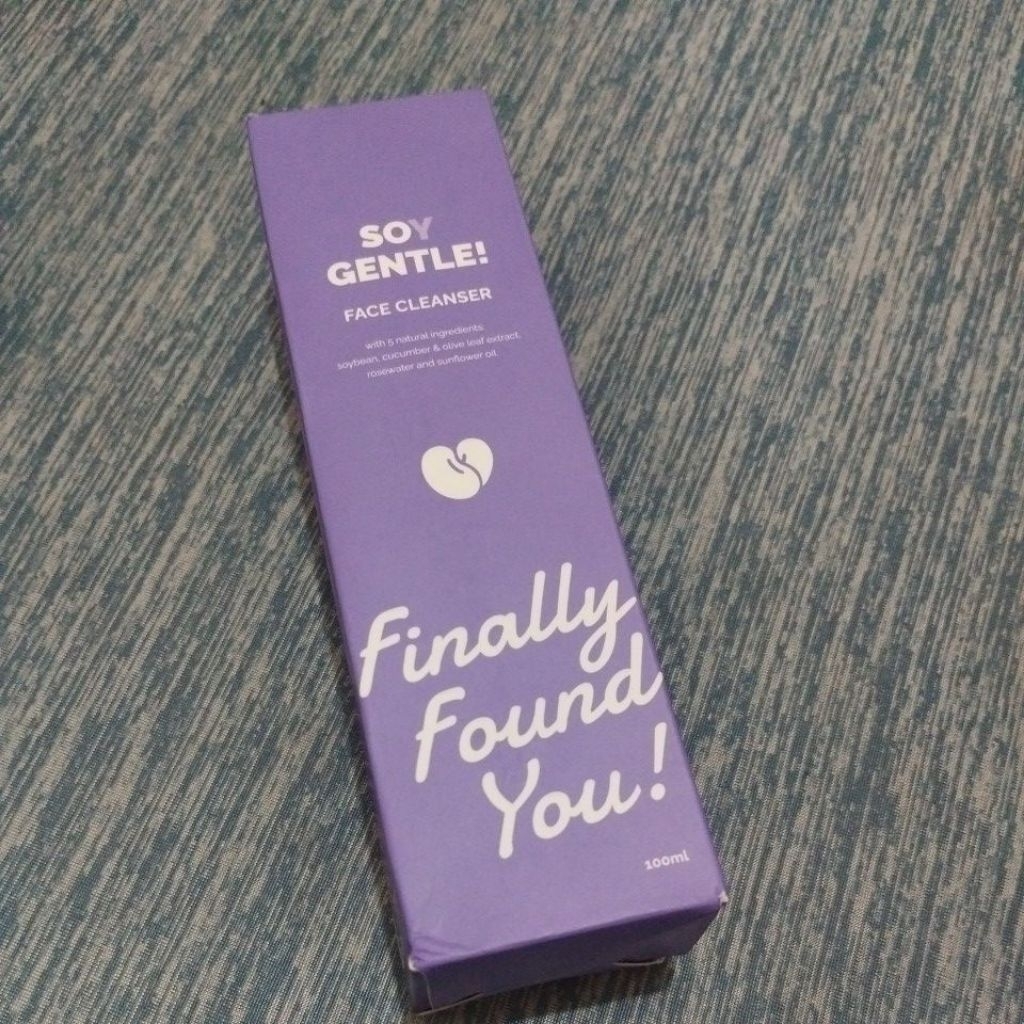 SOY
GENTLE!
FACE CLEANSER
with 5 natural ingredients:
soybean, cucumber & olive leaf extract,
rosewater and sunflower oil.
Finally
Found
You!
100ml